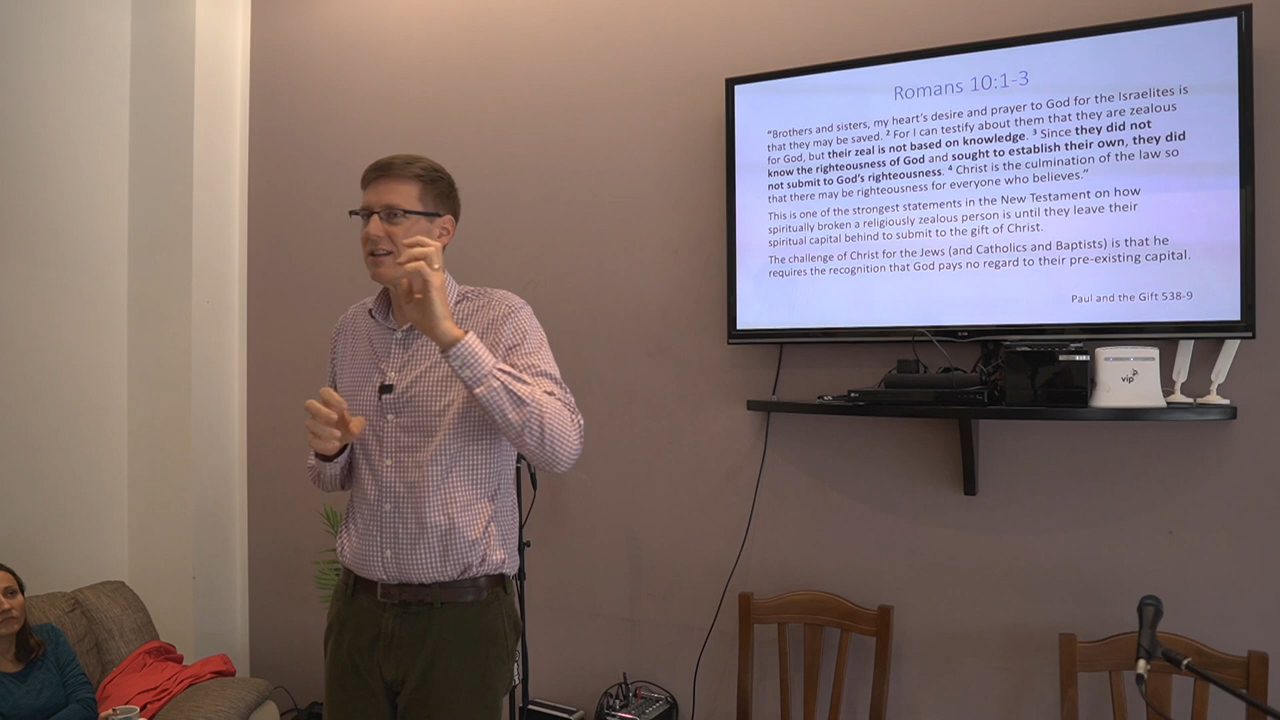 Romans 10:1-3
“Brothers and sisters, my heart’s desire and prayer to God for the Israelites is
that they may be saved. ² For I can testify about them that they are zealous
for God, but their zeal is not based on knowledge. ³ Since they did not
know the righteousness of God and sought to establish their own, they did
not submit to God’s righteousness. ⁴ Christ is the culmination of the law so
that there may be righteousness for everyone who believes.”
This is one of the strongest statements in the New Testament on how
spiritually broken a religiously zealous person is until they leave their
spiritual capital behind to submit to the gift of Christ.
The challenge of Christ for the Jews (and Catholics and Baptists) is that he
requires the recognition that God pays no regard to their pre-existing capital.
Paul and the Gift 538-9
vip